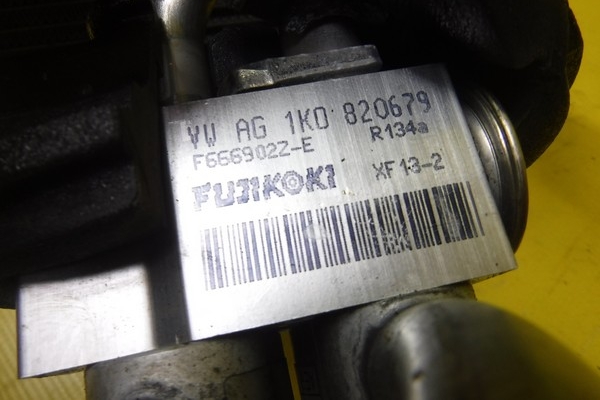 VW AG 1K0 820679
F6669022-E R134a
FUJIKOKI XF13-2